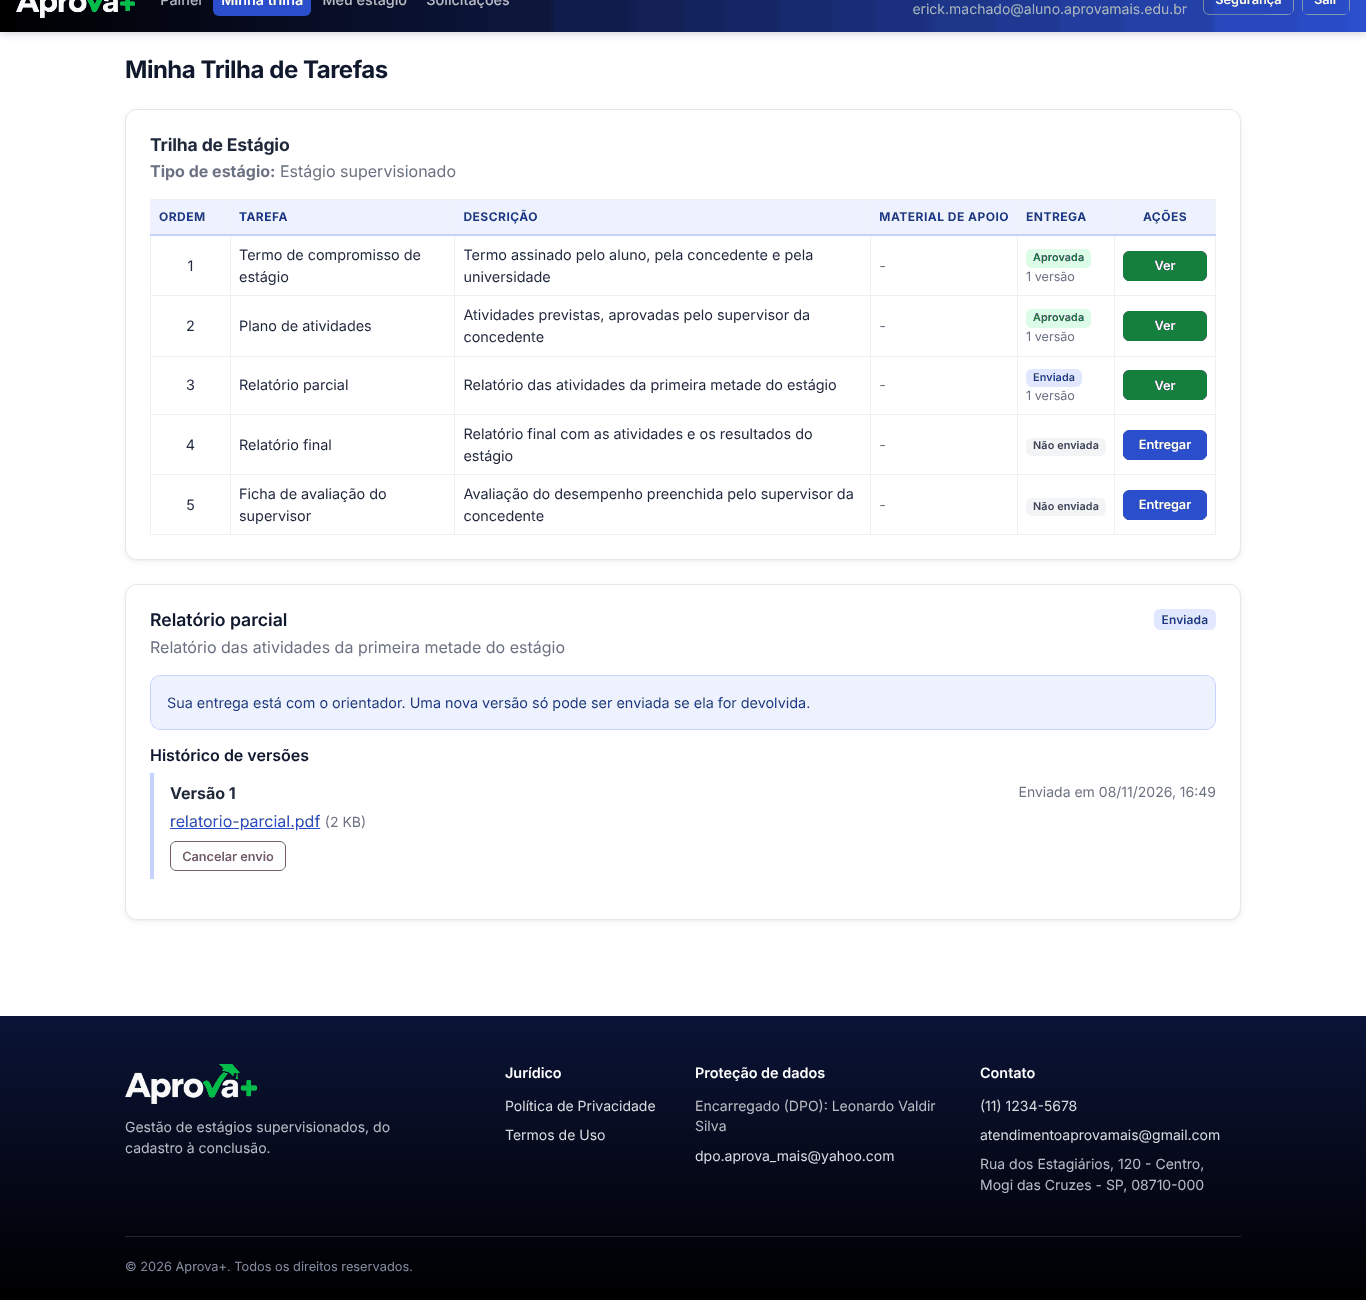 Aprova+
Painel
Minha trilha
Meu estágio
Solicitações
erick.machado@aluno.aprovamais.edu.br
Segurança
Sair
Minha Trilha de Tarefas
Trilha de Estágio
Tipo de estágio: Estágio supervisionado
ORDEM
TAREFA
DESCRIÇÃO
MATERIAL DE APOIO
ENTREGA
AÇÕES
1
Termo de compromisso de
estágio
Termo assinado pelo aluno, pela concedente e pela
universidade
-
Aprovada
1 versão
Ver
2
Plano de atividades
Atividades previstas, aprovadas pelo supervisor da
concedente
-
Aprovada
1 versão
Ver
3
Relatório parcial
Relatório das atividades da primeira metade do estágio
-
Enviada
1 versão
Ver
4
Relatório final
Relatório final com as atividades e os resultados do
estágio
-
Não enviada
Entregar
5
Ficha de avaliação do
supervisor
Avaliação do desempenho preenchida pelo supervisor da
concedente
-
Não enviada
Entregar
Relatório parcial
Enviada
Relatório das atividades da primeira metade do estágio
Sua entrega está com o orientador. Uma nova versão só pode ser enviada se ela for devolvida.
Histórico de versões
Versão 1
Enviada em 08/11/2026, 16:49
relatorio-parcial.pdf (2 KB)
Cancelar envio
Aprova+
Gestão de estágios supervisionados, do
cadastro à conclusão.
Jurídico
Política de Privacidade
Termos de Uso
Proteção de dados
Encarregado (DPO): Leonardo Valdir
Silva
dpo.aprova_mais@yahoo.com
Contato
(11) 1234-5678
atendimentoaprovamais@gmail.com
Rua dos Estagiários, 120 - Centro,
Mogi das Cruzes - SP, 08710-000
© 2026 Aprova+. Todos os direitos reservados.